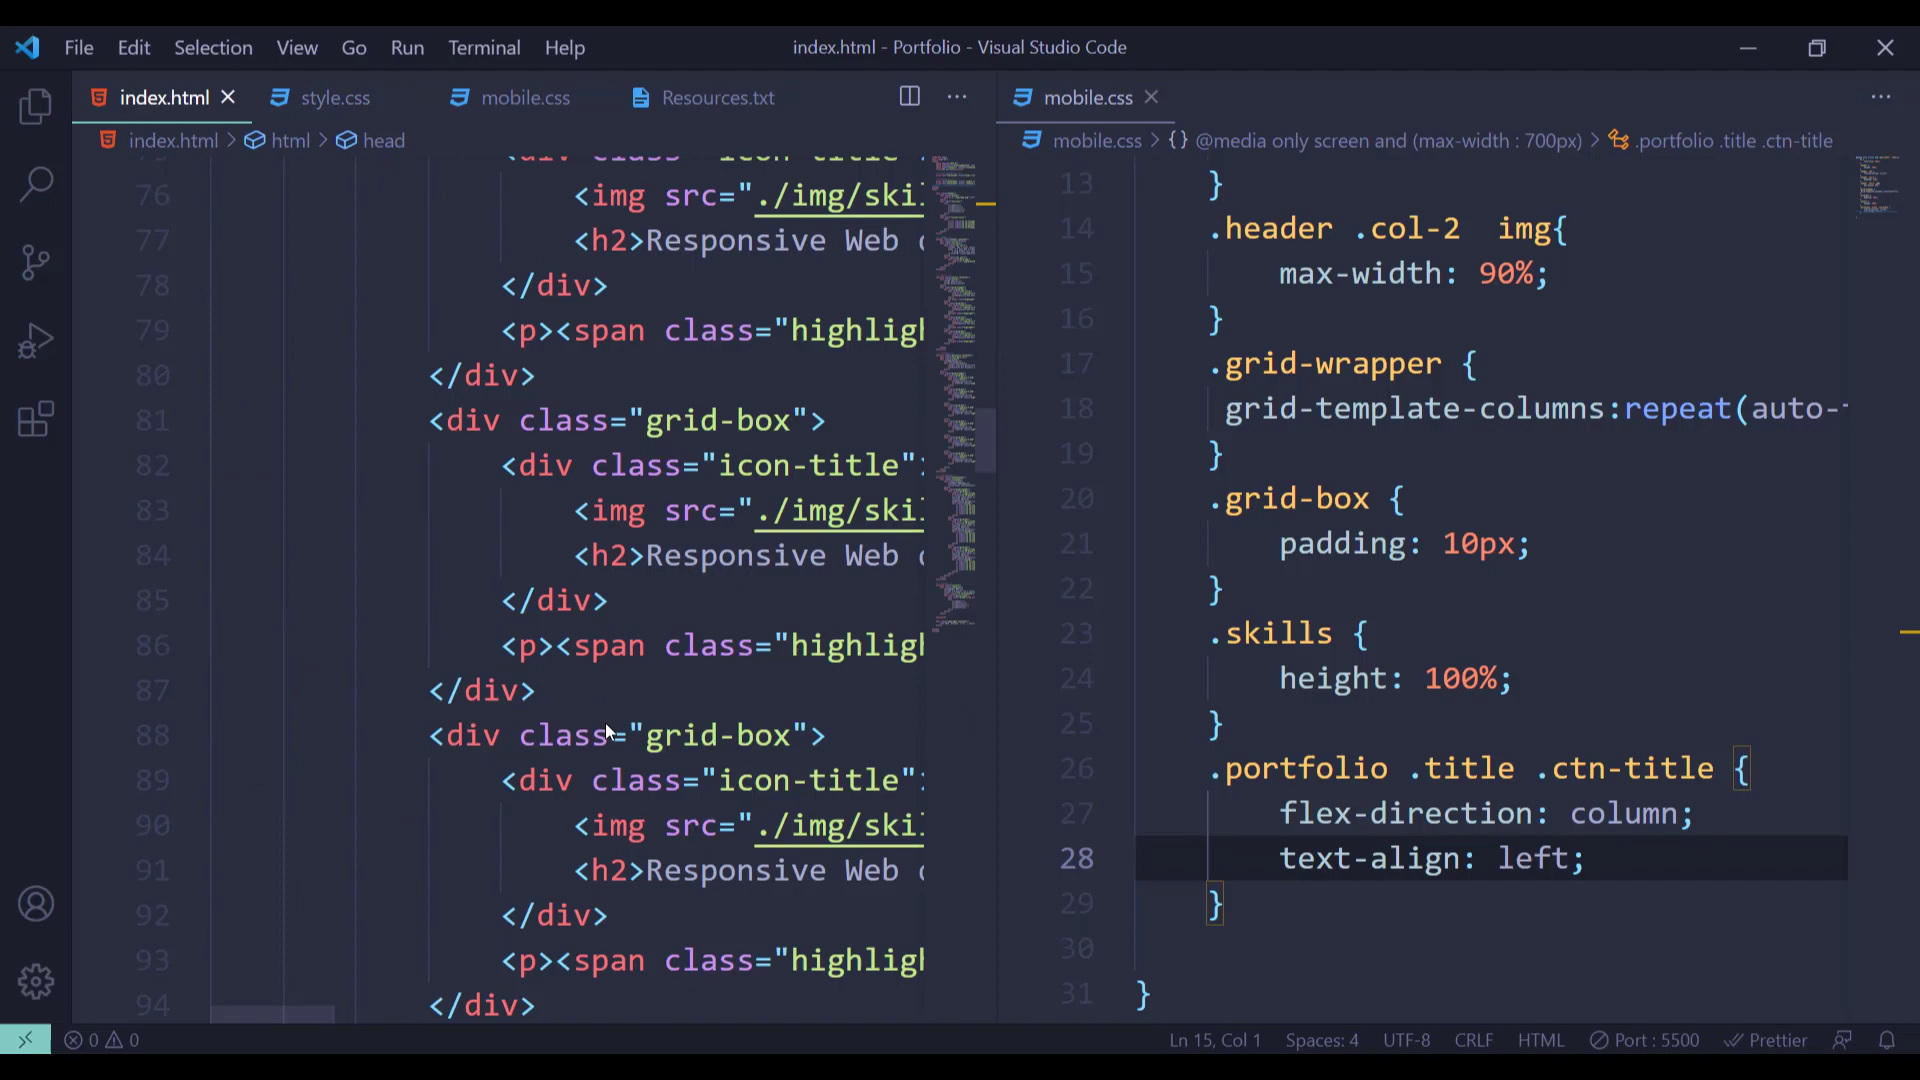 File Edit Selection View Go Run Terminal Help
index.html - Portfolio - Visual Studio Code
index.html style.css mobile.css Resources.txt
index.html > html > head
76 <img src="./img/skil
77 <h2>Responsive Web
78 </div>
79 <p><span class="highligh
80 </div>
81 <div class="grid-box">
82 <div class="icon-title"
83 <img src="./img/skil
84 <h2>Responsive Web
85 </div>
86 <p><span class="highligh
87 </div>
88 <div class="grid-box">
89 <div class="icon-title"
90 <img src="./img/skil
91 <h2>Responsive Web
92 </div>
93 <p><span class="highligh
94 </div>
mobile.css
mobile.css > {} @media only screen and (max-width : 700px) > .portfolio .title .ctn-title
13 }
14 .header .col-2  img{
15 max-width: 90%;
16 }
17 .grid-wrapper {
18 grid-template-columns:repeat(auto-
19 }
20 .grid-box {
21 padding: 10px;
22 }
23 .skills {
24 height: 100%;
25 }
26 .portfolio .title .ctn-title {
27 flex-direction: column;
28 text-align: left;
29 }
30
31 }
0 0 Ln 15, Col 1 Spaces: 4 UTF-8 CRLF HTML Port : 5500 Prettier